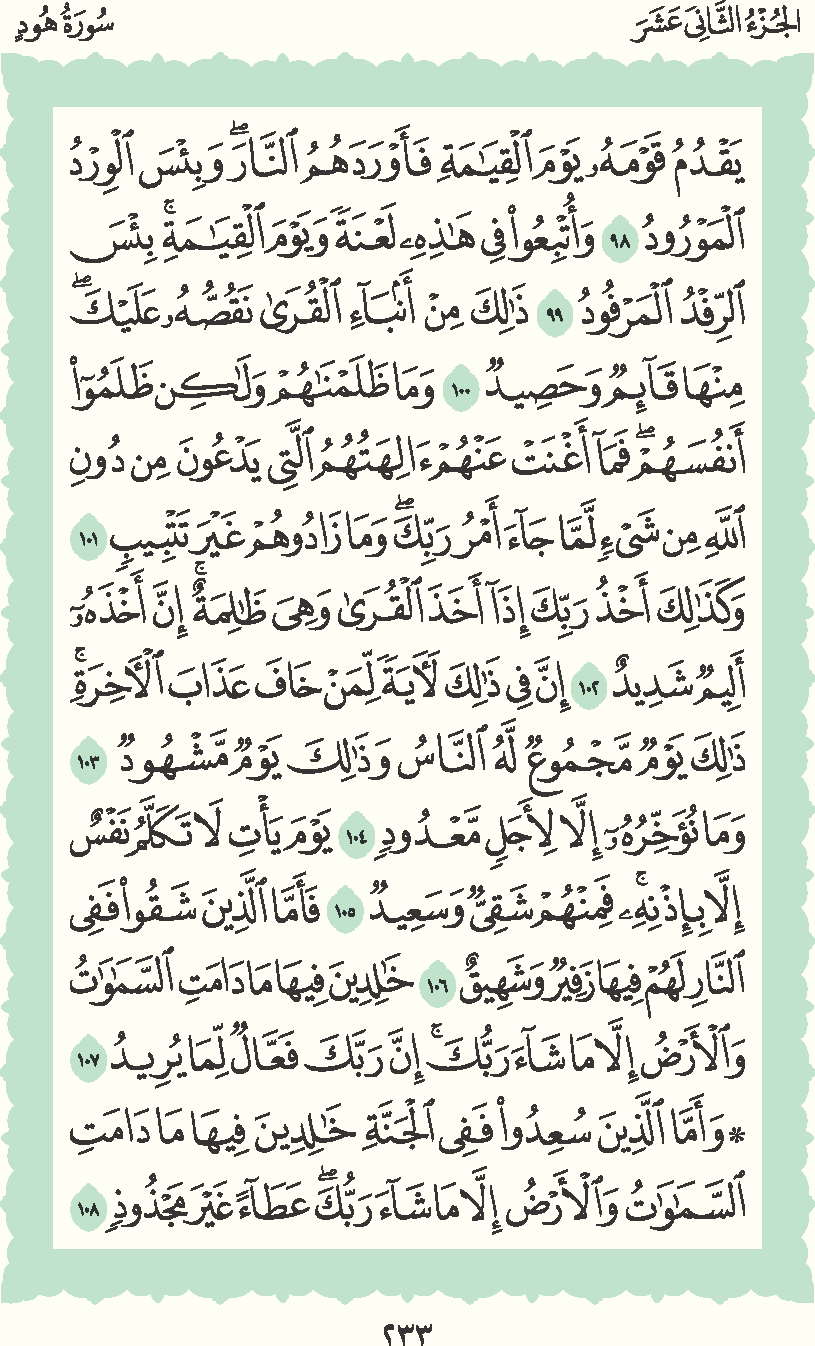 الجُزْءُ الثَّانِيَ عَشَرَ
سُورَةُ هُودٍ
يَقْدُمُ قَوْمَهُۥ يَوْمَ ٱلْقِيَٰمَةِ فَأَوْرَدَهُمُ ٱلنَّارَۖ وَبِئْسَ ٱلْوِرْدُ
ٱلْمَوْرُودُ ٩٨ وَأُتْبِعُوا۟ فِى هَٰذِهِۦ لَعْنَةً وَيَوْمَ ٱلْقِيَٰمَةِۚ بِئْسَ
ٱلرِّفْدُ ٱلْمَرْفُودُ ٩٩ ذَٰلِكَ مِنْ أَنۢبَآءِ ٱلْقُرَىٰ نَقُصُّهُۥ عَلَيْكَۖ
مِنْهَا قَآئِمٌ وَحَصِيدٌ ١٠٠ وَمَا ظَلَمْنَٰهُمْ وَلَٰكِن ظَلَمُوٓا۟
أَنفُسَهُمْۖ فَمَآ أَغْنَتْ عَنْهُمْ ءَالِهَتُهُمُ ٱلَّتِى يَدْعُونَ مِن دُونِ
ٱللَّهِ مِن شَىْءٍ لَّمَّا جَآءَ أَمْرُ رَبِّكَۖ وَمَا زَادُوهُمْ غَيْرَ تَتْبِيبٍ ١٠١
وَكَذَٰلِكَ أَخْذُ رَبِّكَ إِذَآ أَخَذَ ٱلْقُرَىٰ وَهِىَ ظَٰلِمَةٌۚ إِنَّ أَخْذَهُۥٓ
أَلِيمٌ شَدِيدٌ ١٠٢ إِنَّ فِى ذَٰلِكَ لَءَايَةً لِّمَنْ خَافَ عَذَابَ ٱلْءَاخِرَةِۚ
ذَٰلِكَ يَوْمٌ مَّجْمُوعٌ لَّهُ ٱلنَّاسُ وَذَٰلِكَ يَوْمٌ مَّشْهُودٌ ١٠٣
وَمَا نُؤَخِّرُهُۥٓ إِلَّا لِأَجَلٍ مَّعْدُودٍ ١٠٤ يَوْمَ يَأْتِ لَا تَكَلَّمُ نَفْسٌ
إِلَّا بِإِذْنِهِۦۚ فَمِنْهُمْ شَقِىٌّ وَسَعِيدٌ ١٠٥ فَأَمَّا ٱلَّذِينَ شَقُوا۟ فَفِى
ٱلنَّارِ لَهُمْ فِيهَا زَفِيرٌ وَشَهِيقٌ ١٠٦ خَٰلِدِينَ فِيهَا مَا دَامَتِ ٱلسَّمَٰوَٰتُ
وَٱلْأَرْضُ إِلَّا مَا شَآءَ رَبُّكَۚ إِنَّ رَبَّكَ فَعَّالٌ لِّمَا يُرِيدُ ١٠٧
* وَأَمَّا ٱلَّذِينَ سُعِدُوا۟ فَفِى ٱلْجَنَّةِ خَٰلِدِينَ فِيهَا مَا دَامَتِ
ٱلسَّمَٰوَٰتُ وَٱلْأَرْضُ إِلَّا مَا شَآءَ رَبُّكَۖ عَطَآءً غَيْرَ مَجْذُوذٍ ١٠٨
٢٣٣